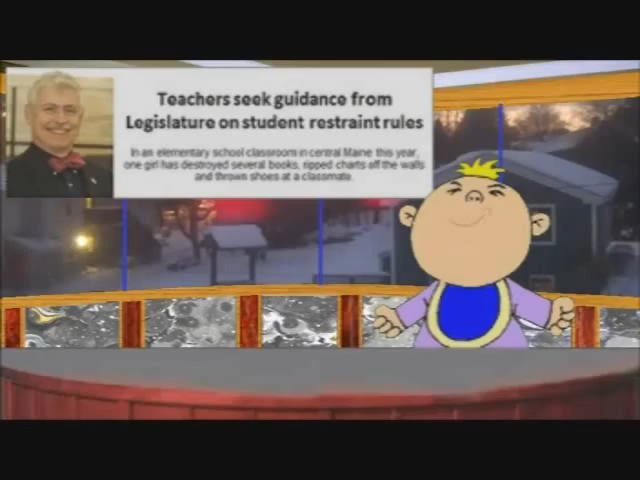 Teachers seek guidance from
Legislature on student restraint rules
In an elementary school classroom in central Maine this year,
one girl has destroyed several books, ripped charts off the walls
and thrown shoes at a classmate.